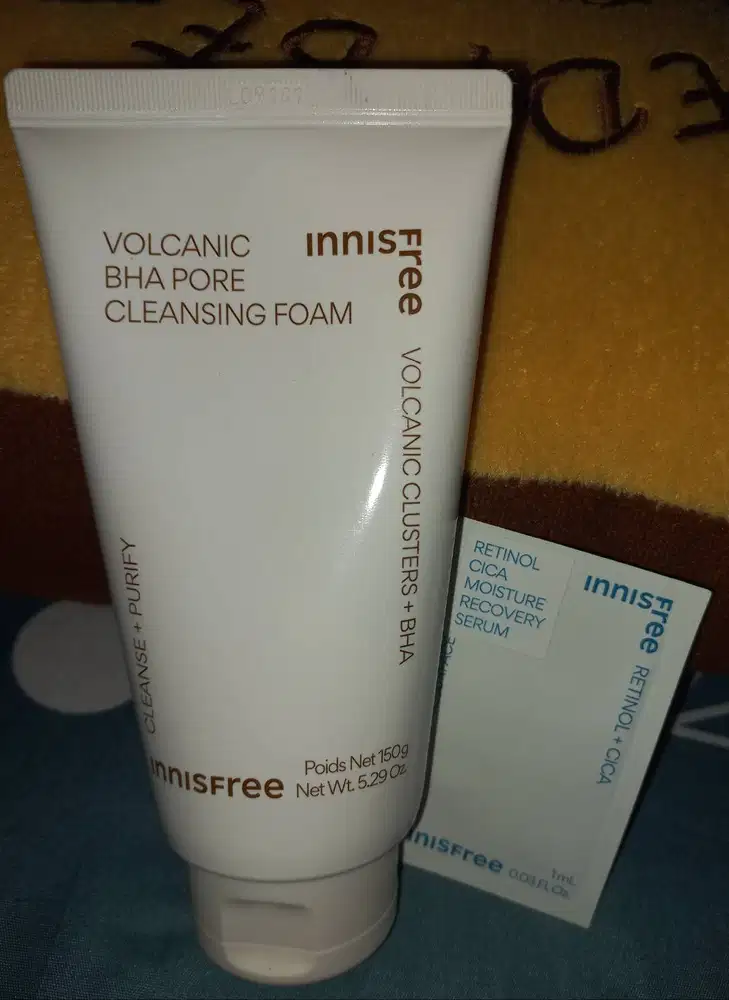 VOLCANIC
BHA PORE
CLEANSING FOAM
innisfree
VOLCANIC CLUSTERS + BHA
CLEANSE + PURIFY
innisfree
Poids Net 150g
Net Wt. 5.29 Oz.
RETINOL
CICA
MOISTURE
RECOVERY
SERUM
innisfree
RETINOL + CICA
innisfree
1mL
0.03 FL. Oz.